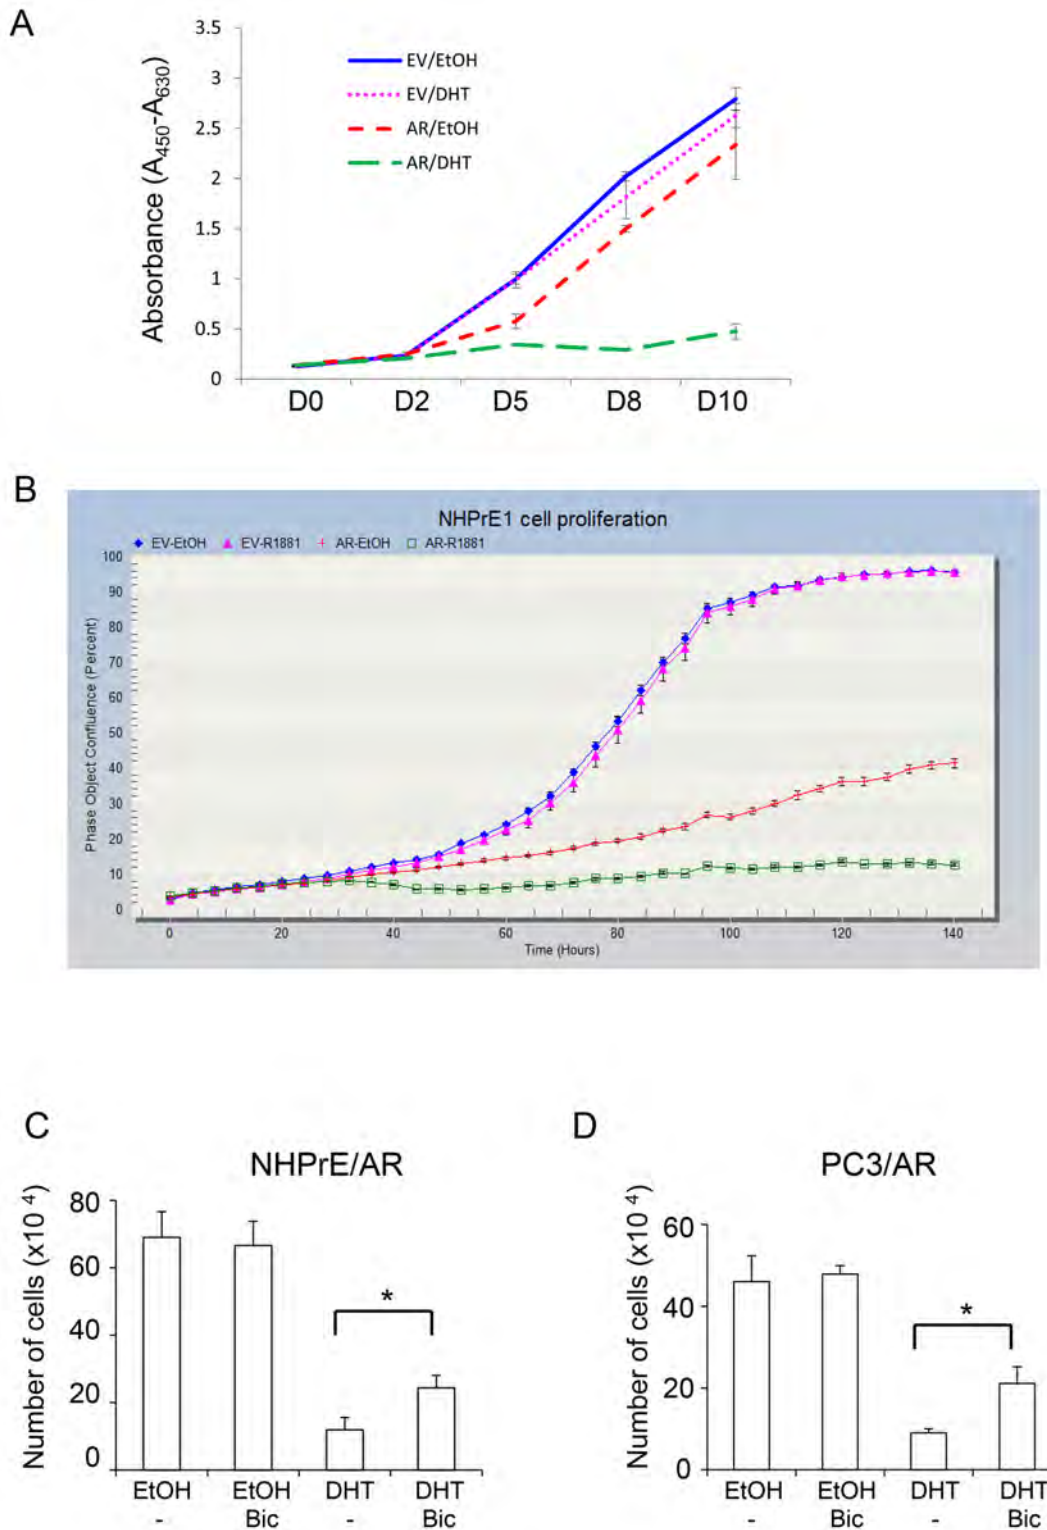 A
Absorbance (A450-A630)
3.5
3
2.5
2
1.5
1
0.5
0
EV/EtOH
EV/DHT
AR/EtOH
AR/DHT
D0 D2 D5 D8 D10
B
NHPrE1 cell proliferation
EV-EtOH EV-R1881 AR-EtOH AR-R1881
Phase Object Confluence (Percent)
100
90
80
70
60
50
40
30
20
10
0
0 20 40 60 80 100 120 140
Time (Hours)
C
NHPrE/AR
Number of cells (x10 4)
80
60
40
20
0
*
EtOH EtOH DHT DHT
- Bic - Bic
D
PC3/AR
Number of cells (x10 4)
60
40
20
0
*
EtOH EtOH DHT DHT
- Bic - Bic